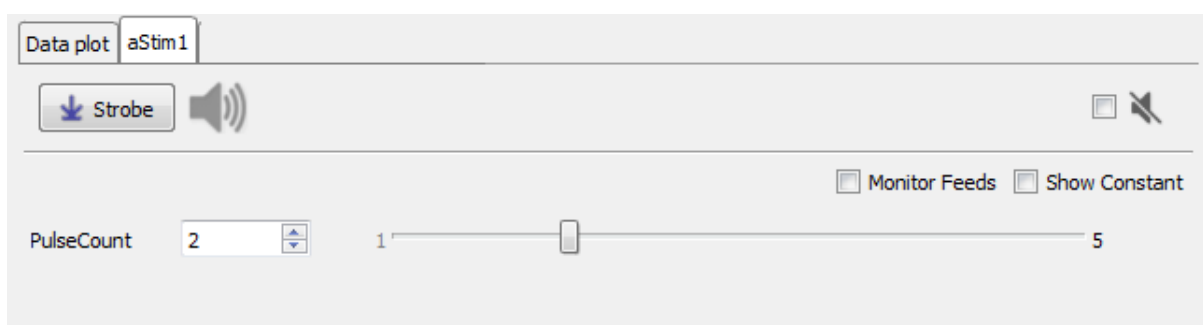 Data plot aStim1
Strobe
Monitor Feeds Show Constant
PulseCount 2 1 5